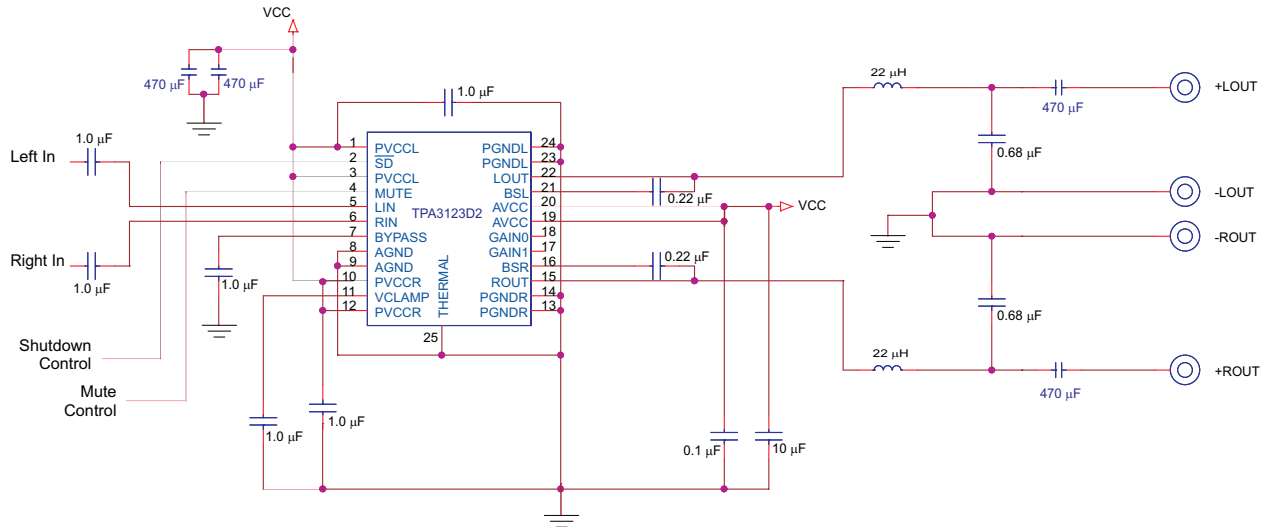 VCC
470 μF
470 μF
1.0 μF
1.0 μF
Left In
1 PVCCL
2 SD
3 PVCCL
4 MUTE
5 LIN
6 RIN
7 BYPASS
8 AGND
9 AGND
10 PVCCR
11 VCLAMP
12 PVCCR
TPA3123D2
THERMAL
25
PGNDL 24
PGNDL 23
LOUT 22
BSL 21
AVCC 20
AVCC 19
GAIN0 18
GAIN1 17
BSR 16
ROUT 15
PGNDR 14
PGNDR 13
Right In
1.0 μF
1.0 μF
Shutdown
Control
Mute
Control
1.0 μF
1.0 μF
0.22 μF
VCC
0.22 μF
0.1 μF
10 μF
22 μH
470 μF
+LOUT
0.68 μF
-LOUT
-ROUT
0.68 μF
22 μH
470 μF
+ROUT